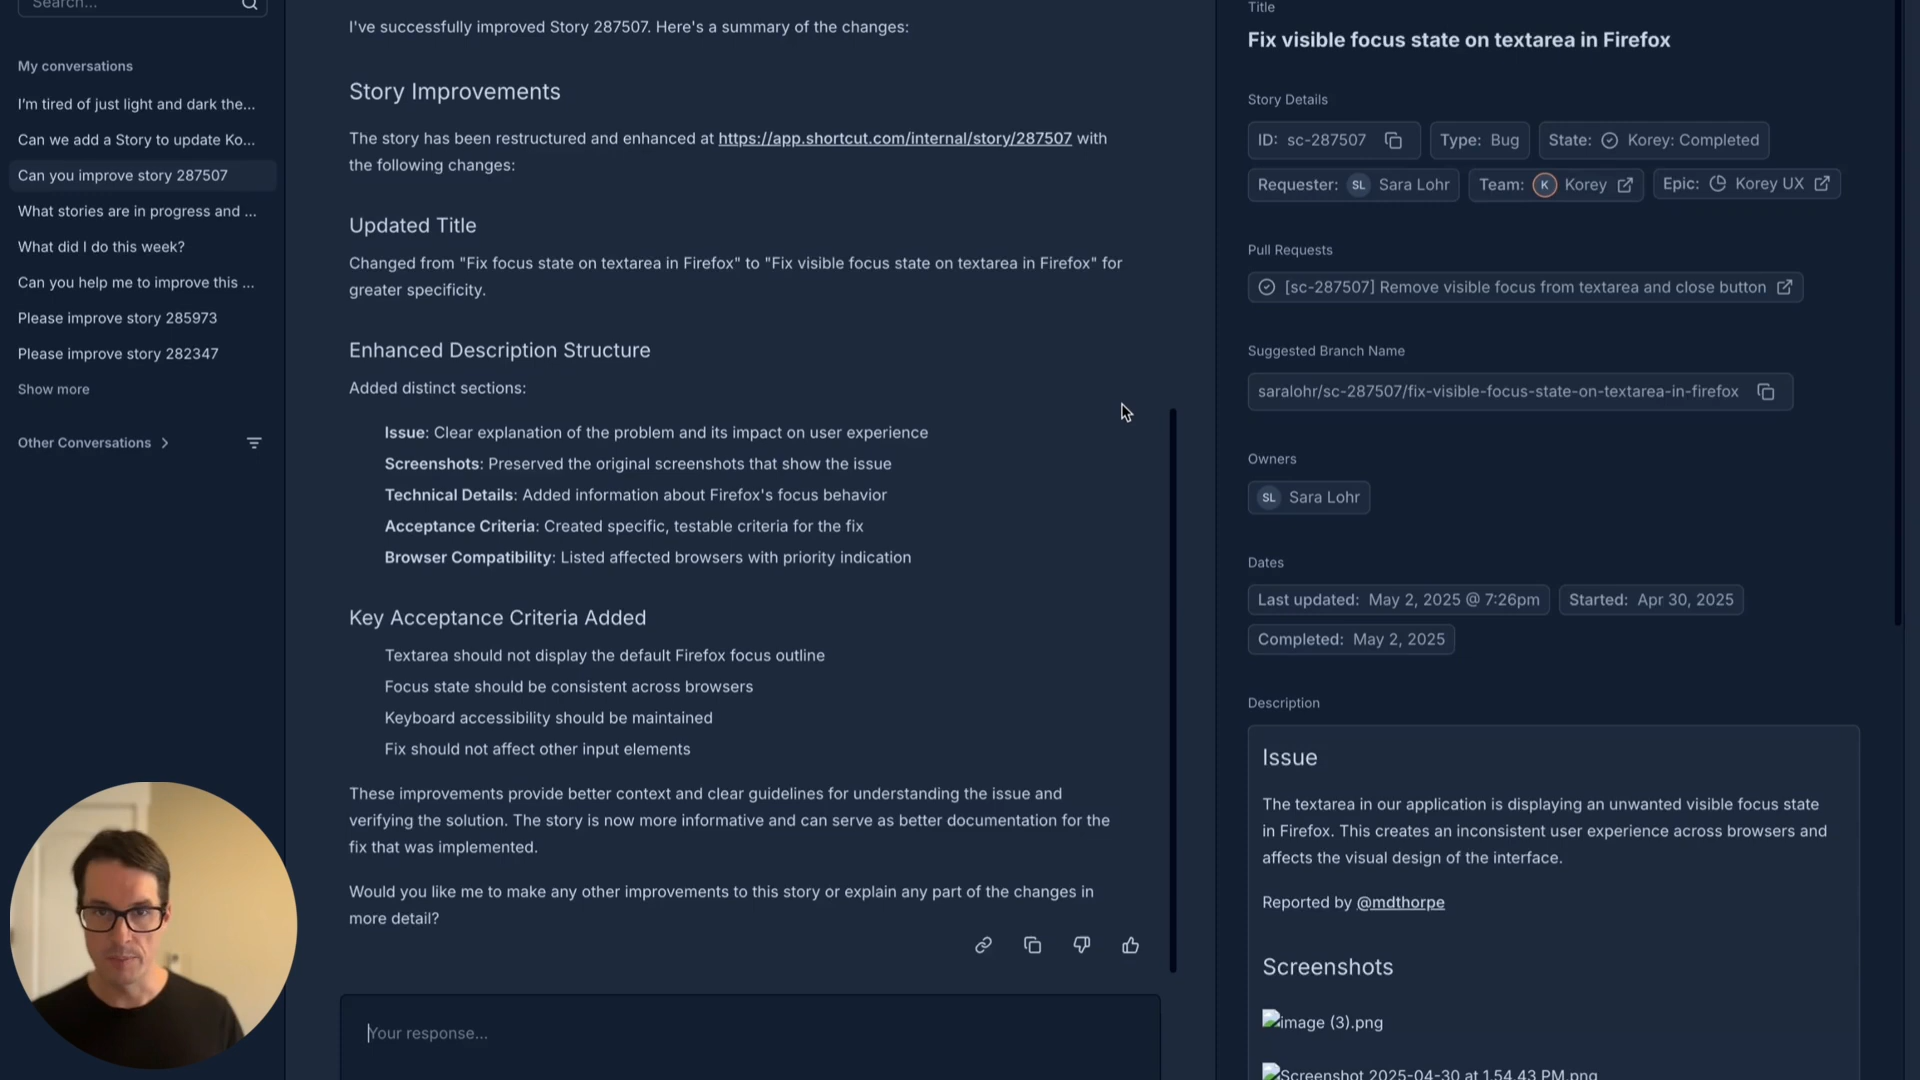 Search...
My conversations
I'm tired of just light and dark the...
Can we add a Story to update Ko...
Can you improve story 287507
What stories are in progress and ...
What did I do this week?
Can you help me to improve this ...
Please improve story 285973
Please improve story 282347
Show more
Other Conversations
I've successfully improved Story 287507. Here's a summary of the changes:
Story Improvements
The story has been restructured and enhanced at https://app.shortcut.com/internal/story/287507 with
the following changes:
Updated Title
Changed from "Fix focus state on textarea in Firefox" to "Fix visible focus state on textarea in Firefox" for
greater specificity.
Enhanced Description Structure
Added distinct sections:
Issue: Clear explanation of the problem and its impact on user experience
Screenshots: Preserved the original screenshots that show the issue
Technical Details: Added information about Firefox's focus behavior
Acceptance Criteria: Created specific, testable criteria for the fix
Browser Compatibility: Listed affected browsers with priority indication
Key Acceptance Criteria Added
Textarea should not display the default Firefox focus outline
Focus state should be consistent across browsers
Keyboard accessibility should be maintained
Fix should not affect other input elements
These improvements provide better context and clear guidelines for understanding the issue and
verifying the solution. The story is now more informative and can serve as better documentation for the
fix that was implemented.
Would you like me to make any other improvements to this story or explain any part of the changes in
more detail?
Your response...
Title
Fix visible focus state on textarea in Firefox
Story Details
ID: sc-287507 Type: Bug State: Korey: Completed
Requester: SL Sara Lohr Team: K Korey Epic: Korey UX
Pull Requests
[sc-287507] Remove visible focus from textarea and close button
Suggested Branch Name
saralohr/sc-287507/fix-visible-focus-state-on-textarea-in-firefox
Owners
SL Sara Lohr
Dates
Last updated: May 2, 2025 @ 7:26pm Started: Apr 30, 2025
Completed: May 2, 2025
Description
Issue
The textarea in our application is displaying an unwanted visible focus state
in Firefox. This creates an inconsistent user experience across browsers and
affects the visual design of the interface.
Reported by @mdthorpe
Screenshots
image (3).png
Screenshot 2025-04-30 at 1.54.43 PM.png